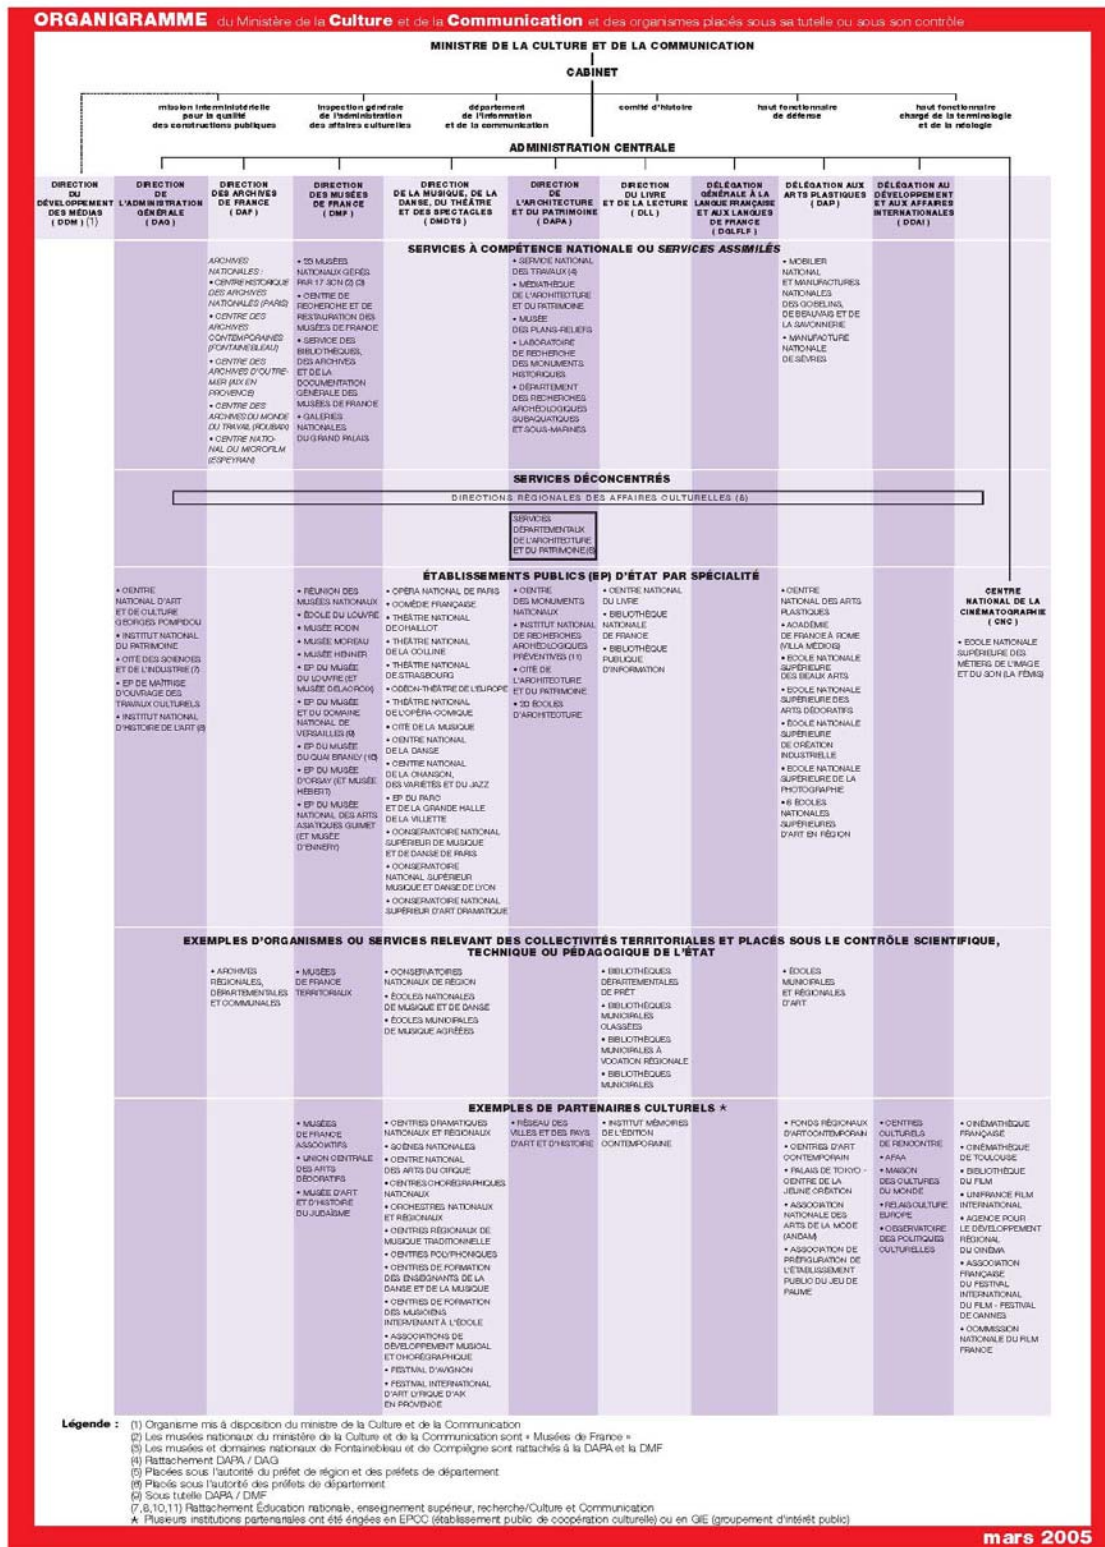 ORGANIGRAMME du Ministère de la Culture et de la Communication et des organismes placés sous sa tutelle ou sous son contrôle
MINISTRE DE LA CULTURE ET DE LA COMMUNICATION
CABINET
mission interministérielle
pour la qualité
des constructions publiques
inspection générale
de l'administration
des affaires culturelles
département
de l'information
et de la communication
comité d'histoire
haut fonctionnaire
de défense
haut fonctionnaire
chargé de la terminologie
et de la néologie
ADMINISTRATION CENTRALE
DIRECTION
DU
DÉVELOPPEMENT
DES MÉDIAS
( DDM ) (1)
DIRECTION
DE
L'ADMINISTRATION
GÉNÉRALE
( DAG )
DIRECTION
DES ARCHIVES
DE FRANCE
( DAF )
DIRECTION
DES MUSÉES
DE FRANCE
( DMF )
DIRECTION
DE LA MUSIQUE, DE LA
DANSE, DU THÉÂTRE
ET DES SPECTACLES
( DMDTS )
DIRECTION
DE
L'ARCHITECTURE
ET DU PATRIMOINE
( DAPA )
DIRECTION
DU LIVRE
ET DE LA LECTURE
( DLL )
DÉLÉGATION
GÉNÉRALE À LA
LANGUE FRANÇAISE
ET AUX LANGUES
DE FRANCE
( DGLFLF )
DÉLÉGATION AUX
ARTS PLASTIQUES
( DAP )
DÉLÉGATION AU
DÉVELOPPEMENT
ET AUX AFFAIRES
INTERNATIONALES
( DDAI )
SERVICES À COMPÉTENCE NATIONALE OU SERVICES ASSIMILÉS
ARCHIVES
NATIONALES :
• CENTRE HISTORIQUE
DES ARCHIVES
NATIONALES (PARIS)
• CENTRE DES
ARCHIVES
CONTEMPORAINES
(FONTAINEBLEAU)
• CENTRE DES
ARCHIVES D'OUTRE-
MER (AIX EN
PROVENCE)
• CENTRE DES
ARCHIVES DU MONDE
DU TRAVAIL (ROUBAIX)
• CENTRE NATIO-
NAL DU MICROFILM
(ESPEYRAN)
• 23 MUSÉES
NATIONAUX GÉRÉS
PAR 17 SCN (2) (3)
• CENTRE DE
RECHERCHE ET DE
RESTAURATION DES
MUSÉES DE FRANCE
• SERVICE DES
BIBLIOTHÈQUES,
DES ARCHIVES
ET DE LA
DOCUMENTATION
GÉNÉRALE DES
MUSÉES DE FRANCE
• GALERIES
NATIONALES
DU GRAND PALAIS
• SERVICE NATIONAL
DES TRAVAUX (4)
• MÉDIATHÈQUE
DE L'ARCHITECTURE
ET DU PATRIMOINE
• MUSÉE
DES PLANS-RELIEFS
• LABORATOIRE
DE RECHERCHE
DES MONUMENTS
HISTORIQUES
• DÉPARTEMENT
DES RECHERCHES
ARCHÉOLOGIQUES
SUBAQUATIQUES
ET SOUS-MARINES
• MOBILIER
NATIONAL
ET MANUFACTURES
NATIONALES
DES GOBELINS,
DE BEAUVAIS ET DE
LA SAVONNERIE
• MANUFACTURE
NATIONALE
DE SÈVRES
SERVICES DÉCONCENTRÉS
DIRECTIONS RÉGIONALES DES AFFAIRES CULTURELLES (5)
SERVICES
DÉPARTEMENTAUX
DE L'ARCHITECTURE
ET DU PATRIMOINE (6)
ÉTABLISSEMENTS PUBLICS (EP) D'ÉTAT PAR SPÉCIALITÉ
• CENTRE
NATIONAL D'ART
ET DE CULTURE
GEORGES POMPIDOU
• INSTITUT NATIONAL
DU PATRIMOINE
• CITÉ DES SCIENCES
ET DE L'INDUSTRIE (7)
• EP DE MAÎTRISE
D'OUVRAGE DES
TRAVAUX CULTURELS
• INSTITUT NATIONAL
D'HISTOIRE DE L'ART (8)
• RÉUNION DES
MUSÉES NATIONAUX
• ÉCOLE DU LOUVRE
• MUSÉE RODIN
• MUSÉE MOREAU
• MUSÉE HENNER
• EP DU MUSÉE
DU LOUVRE (ET
MUSÉE DELACROIX)
• EP DU MUSÉE
ET DU DOMAINE
NATIONAL DE
VERSAILLES (9)
• EP DU MUSÉE
DU QUAI BRANLY (10)
• EP DU MUSÉE
D'ORSAY (ET MUSÉE
HÉBERT)
• EP DU MUSÉE
NATIONAL DES ARTS
ASIATIQUES GUIMET
(ET MUSÉE
D'ENNERY)
• OPÉRA NATIONAL DE PARIS
• COMÉDIE FRANÇAISE
• THÉÂTRE NATIONAL
DE CHAILLOT
• THÉÂTRE NATIONAL
DE LA COLLINE
• THÉÂTRE NATIONAL
DE STRASBOURG
• ODÉON-THÉÂTRE DE L'EUROPE
• THÉÂTRE NATIONAL
DE L'OPÉRA-COMIQUE
• CITÉ DE LA MUSIQUE
• CENTRE NATIONAL
DE LA DANSE
• CENTRE NATIONAL
DE LA CHANSON,
DES VARIÉTÉS ET DU JAZZ
• EP DU PARC
ET DE LA GRANDE HALLE
DE LA VILLETTE
• CONSERVATOIRE NATIONAL
SUPÉRIEUR DE MUSIQUE
ET DE DANSE DE PARIS
• CONSERVATOIRE
NATIONAL SUPÉRIEUR
MUSIQUE ET DANSE DE LYON
• CONSERVATOIRE NATIONAL
SUPÉRIEUR D'ART DRAMATIQUE
• CENTRE
DES MONUMENTS
NATIONAUX
• INSTITUT NATIONAL
DE RECHERCHES
ARCHÉOLOGIQUES
PRÉVENTIVES (11)
• CITÉ DE
L'ARCHITECTURE
ET DU PATRIMOINE
• 20 ÉCOLES
D'ARCHITECTURE
• CENTRE NATIONAL
DU LIVRE
• BIBLIOTHÈQUE
NATIONALE
DE FRANCE
• BIBLIOTHÈQUE
PUBLIQUE
D'INFORMATION
• CENTRE
NATIONAL DES ARTS
PLASTIQUES
• ACADÉMIE
DE FRANCE À ROME
(VILLA MÉDICIS)
• ECOLE NATIONALE
SUPÉRIEURE
DES BEAUX ARTS
• ECOLE NATIONALE
SUPÉRIEURE DES
ARTS DÉCORATIFS
• ÉCOLE NATIONALE
SUPÉRIEURE
DE CRÉATION
INDUSTRIELLE
• ECOLE NATIONALE
SUPÉRIEURE DE LA
PHOTOGRAPHIE
• 6 ÉCOLES
NATIONALES
SUPÉRIEURES
D'ART EN RÉGION
CENTRE
NATIONAL DE LA
CINÉMATOGRAPHIE
( CNC )
• ECOLE NATIONALE
SUPÉRIEURE DES
MÉTIERS DE L'IMAGE
ET DU SON (LA FÉMIS)
EXEMPLES D'ORGANISMES OU SERVICES RELEVANT DES COLLECTIVITÉS TERRITORIALES ET PLACÉS SOUS LE CONTRÔLE SCIENTIFIQUE,
TECHNIQUE OU PÉDAGOGIQUE DE L'ÉTAT
• ARCHIVES
RÉGIONALES,
DÉPARTEMENTALES
ET COMMUNALES
• MUSÉES
DE FRANCE
TERRITORIAUX
• CONSERVATOIRES
NATIONAUX DE RÉGION
• ÉCOLES NATIONALES
DE MUSIQUE ET DE DANSE
• ÉCOLES MUNICIPALES
DE MUSIQUE AGRÉÉES
• BIBLIOTHÈQUES
DÉPARTEMENTALES
DE PRÊT
• BIBLIOTHÈQUES
MUNICIPALES
CLASSÉES
• BIBLIOTHÈQUES
MUNICIPALES À
VOCATION RÉGIONALE
• BIBLIOTHÈQUES
MUNICIPALES
• ÉCOLES
MUNICIPALES
ET RÉGIONALES
D'ART
EXEMPLES DE PARTENAIRES CULTURELS ★
• MUSÉES
DE FRANCE
ASSOCIATIFS
• UNION CENTRALE
DES ARTS
DÉCORATIFS
• MUSÉE D'ART
ET D'HISTOIRE
DU JUDAÏSME
• CENTRES DRAMATIQUES
NATIONAUX ET RÉGIONAUX
• SCÈNES NATIONALES
• CENTRE NATIONAL
DES ARTS DU CIRQUE
• CENTRES CHORÉGRAPHIQUES
NATIONAUX
• ORCHESTRES NATIONAUX
ET RÉGIONAUX
• CENTRES RÉGIONAUX DE
MUSIQUE TRADITIONNELLE
• CENTRES POLYPHONIQUES
• CENTRES DE FORMATION
DES ENSEIGNANTS DE LA
DANSE ET DE LA MUSIQUE
• CENTRES DE FORMATION
DES MUSICIENS
INTERVENANT À L'ÉCOLE
• ASSOCIATIONS DE
DÉVELOPPEMENT MUSICAL
ET CHORÉGRAPHIQUE
• FESTIVAL D'AVIGNON
• FESTIVAL INTERNATIONAL
D'ART LYRIQUE D'AIX
EN PROVENCE
• RÉSEAU DES
VILLES ET DES PAYS
D'ART ET D'HISTOIRE
• INSTITUT MÉMOIRES
DE L'ÉDITION
CONTEMPORAINE
• FONDS RÉGIONAUX
D'ART CONTEMPORAIN
• CENTRES D'ART
CONTEMPORAIN
• PALAIS DE TOKYO -
CENTRE DE LA
JEUNE CRÉATION
• ASSOCIATION
NATIONALE DES
ARTS DE LA MODE
(ANDAM)
• ASSOCIATION DE
PRÉFIGURATION DE
L'ÉTABLISSEMENT
PUBLIC DU JEU DE
PAUME
• CENTRES
CULTURELS
DE RENCONTRE
• AFAA
• MAISON
DES CULTURES
DU MONDE
• RELAIS CULTURE
EUROPE
• OBSERVATOIRE
DES POLITIQUES
CULTURELLES
• CINÉMATHÈQUE
FRANÇAISE
• CINÉMATHÈQUE
DE TOULOUSE
• BIBLIOTHÈQUE
DU FILM
• UNIFRANCE FILM
INTERNATIONAL
• AGENCE POUR
LE DÉVELOPPEMENT
RÉGIONAL
DU CINÉMA
• ASSOCIATION
FRANÇAISE
DU FESTIVAL
INTERNATIONAL
DU FILM - FESTIVAL
DE CANNES
• COMMISSION
NATIONALE DU FILM
FRANCE
Légende : (1) Organisme mis à disposition du ministre de la Culture et de la Communication
(2) Les musées nationaux du ministère de la Culture et de la Communication sont « Musées de France »
(3) Les musées et domaines nationaux de Fontainebleau et de Compiègne sont rattachés à la DAPA et la DMF
(4) Rattachement DAPA / DAG
(5) Placées sous l'autorité du préfet de région et des préfets de département
(6) Placés sous l'autorité des préfets de département
(9) Sous tutelle DAPA / DMF
(7,8,10,11) Rattachement Éducation nationale, enseignement supérieur, recherche/Culture et Communication
★ Plusieurs institutions partenariales ont été érigées en EPCC (établissement public de coopération culturelle) ou en GIE (groupement d'intérêt public)
mars 2005